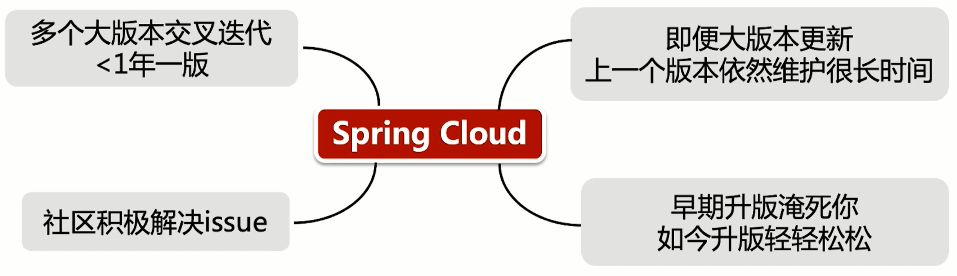 多个大版本交叉迭代
<1年一版
即便大版本更新
上一个版本依然维护很长时间
Spring Cloud
社区积极解决issue
早期升版淹死你
如今升版轻轻松松